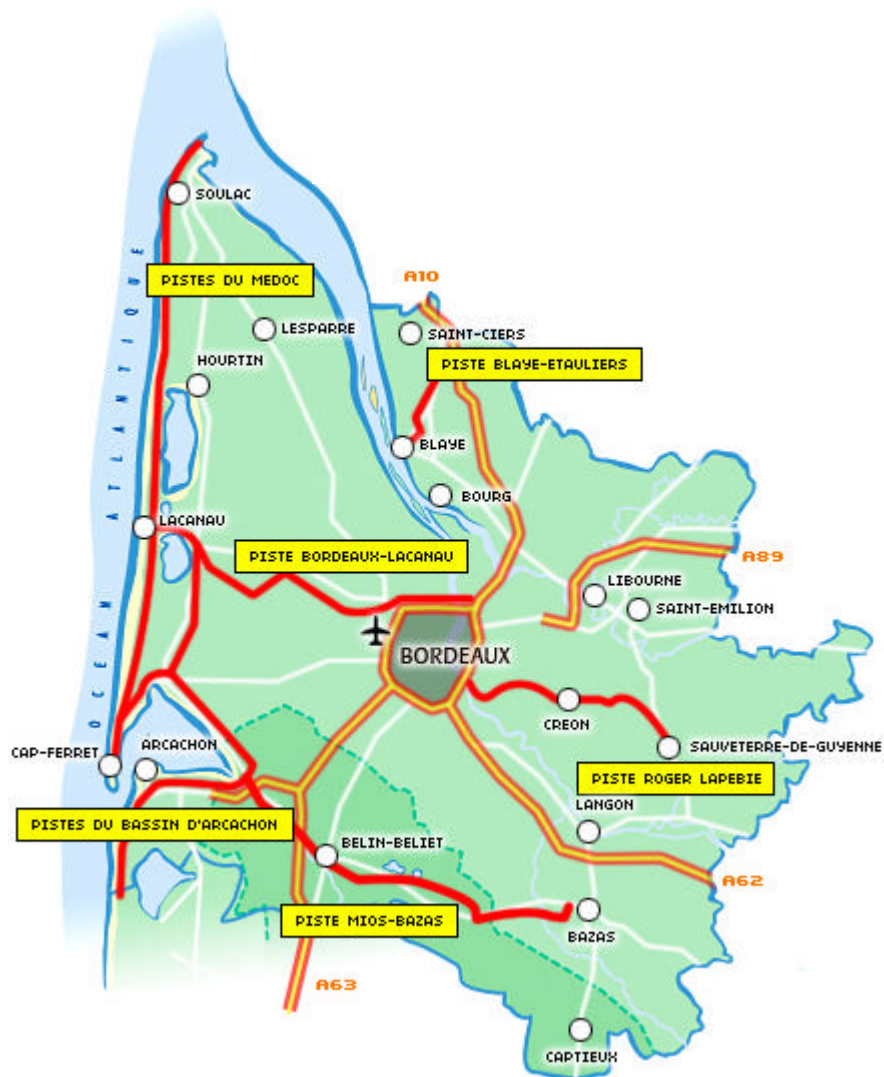 SOULAC
OCEAN ATLANTIQUE
PISTES DU MEDOC
A10
LESPARRE
SAINT-CIERS
HOURTIN
PISTE BLAYE-ETAULIERS
BLAYE
BOURG
LACANAU
PISTE BORDEAUX-LACANAU
A89
LIBOURNE
SAINT-EMILION
BORDEAUX
CREON
CAP-FERRET
ARCACHON
SAUVETERRE-DE-GUYENNE
PISTE ROGER LAPEBIE
LANGON
PISTES DU BASSIN D'ARCACHON
BELIN-BELIET
A62
PISTE MIOS-BAZAS
BAZAS
A63
CAPTIEUX